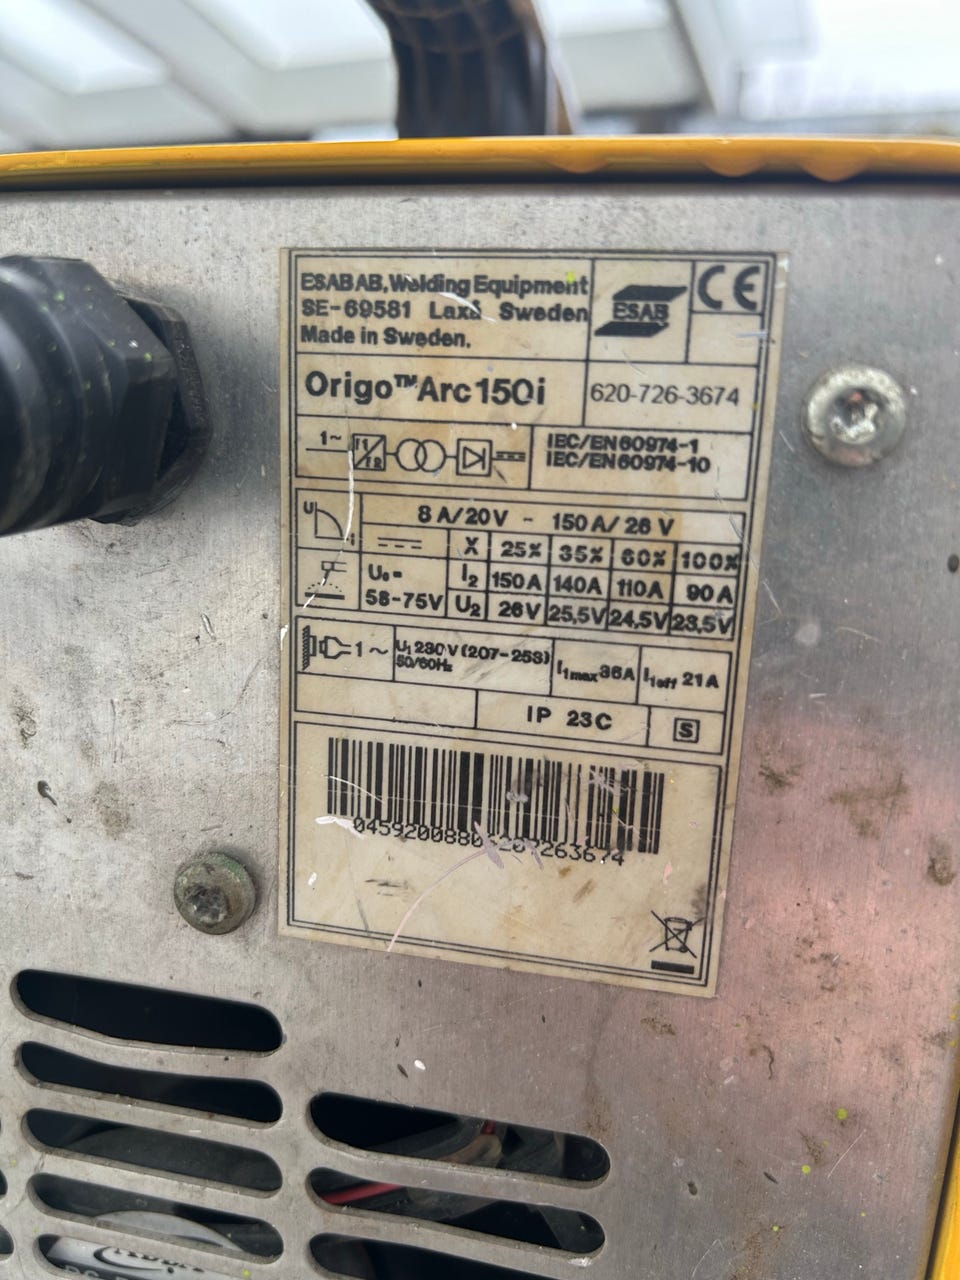 ESAB AB, Welding Equipment
SE-69581 Laxå Sweden
Made in Sweden.
ESAB
CE
Origo™Arc 150i
620-726-3674
1~
f1
f2
IEC/EN 60974-1
IEC/EN 60974-10
U
I
8 A/20V - 150 A/26 V
X 25% 35% 60% 100%
U₀=
58-75V
I₂ 150A 140A 110A 90A
U₂ 26V 25,5V 24,5V 23,5V
1~
U₁ 230V (207-253)
50/60Hz
I₁max 36A
I₁eff 21A
IP 23C
S